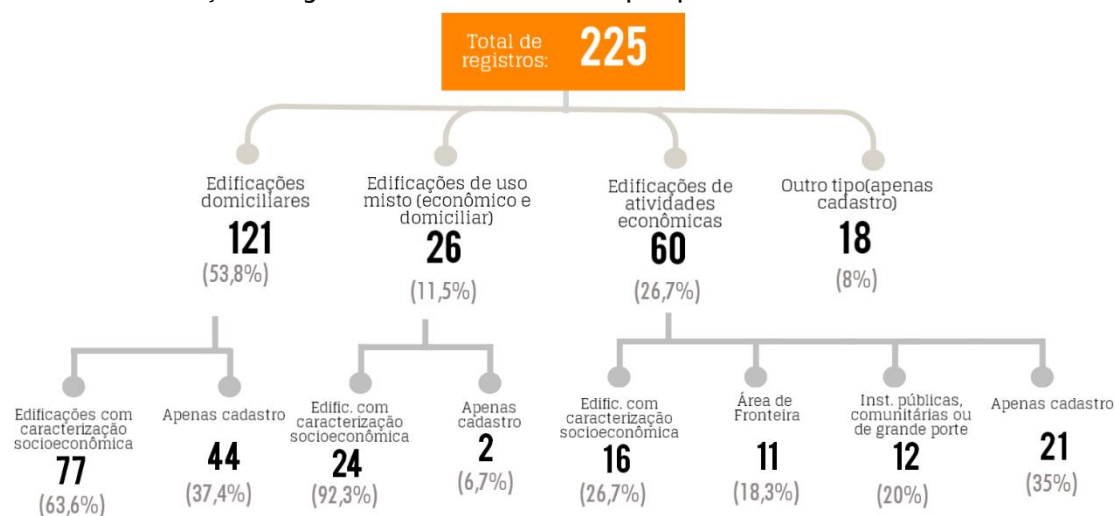 Total de
registros: 225
Edificações
domiciliares
121
(53,8%)
Edificações de uso
misto (econômico e
domiciliar)
26
(11,5%)
Edificações de
atividades
econômicas
60
(26,7%)
Outro tipo(apenas
cadastro)
18
(8%)
Edificações com
caracterização
socioeconômica
77
(63,6%)
Apenas cadastro
44
(37,4%)
Edific. com
caracterização
socioeconômica
24
(92,3%)
Apenas
cadastro
2
(6,7%)
Edific. com
caracterização
socioeconômica
16
(26,7%)
Área de
Fronteira
11
(18,3%)
Inst. públicas,
comunitárias ou
de grande porte
12
(20%)
Apenas cadastro
21
(35%)